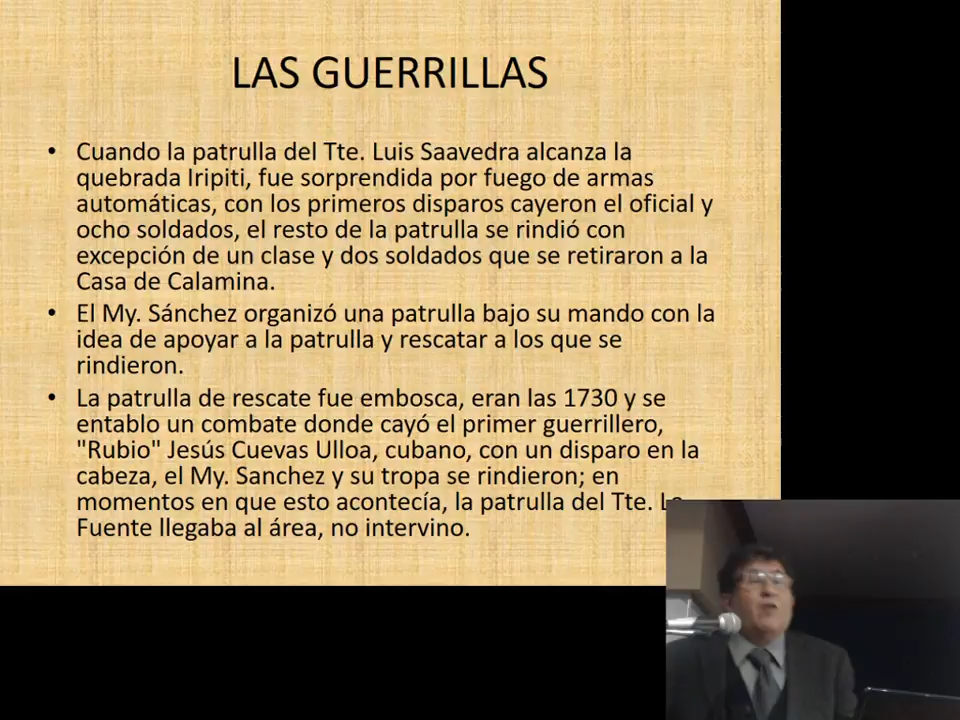 LAS GUERRILLAS
• Cuando la patrulla del Tte. Luis Saavedra alcanza la
quebrada Iripiti, fue sorprendida por fuego de armas
automáticas, con los primeros disparos cayeron el oficial y
ocho soldados, el resto de la patrulla se rindió con
excepción de un clase y dos soldados que se retiraron a la
Casa de Calamina.
• El My. Sánchez organizó una patrulla bajo su mando con la
idea de apoyar a la patrulla y rescatar a los que se
rindieron.
• La patrulla de rescate fue embosca, eran las 1730 y se
entablo un combate donde cayó el primer guerrillero,
"Rubio" Jesús Cuevas Ulloa, cubano, con un disparo en la
cabeza, el My. Sanchez y su tropa se rindieron; en
momentos en que esto acontecía, la patrulla del Tte.
Fuente llegaba al área, no intervino.